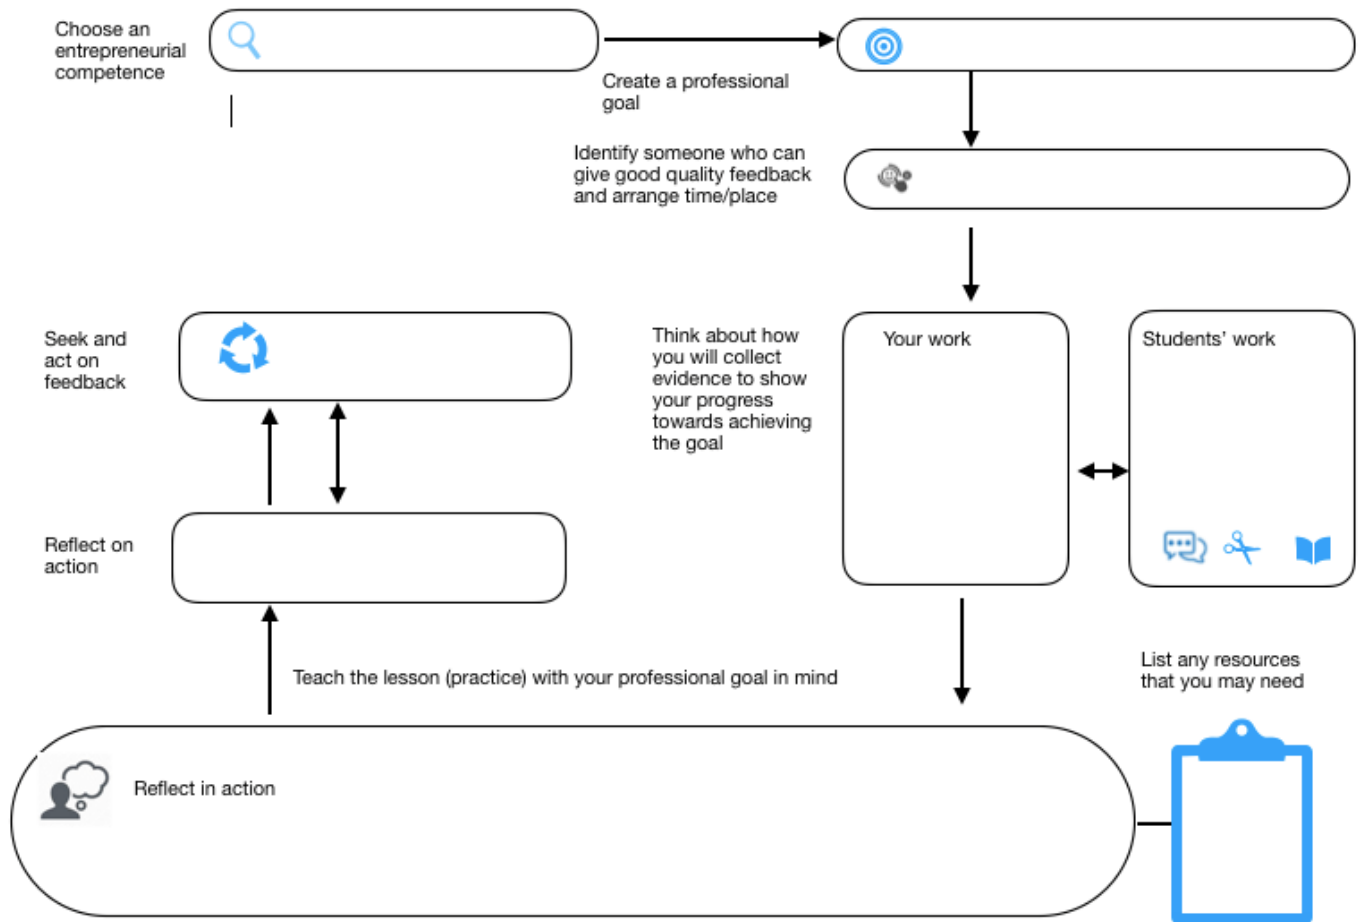 Choose an
entrepreneurial
competence
Create a professional
goal
Identify someone who can
give good quality feedback
and arrange time/place
Think about how
you will collect
evidence to show
your progress
towards achieving
the goal
Your work
Students’ work
Seek and
act on
feedback
Reflect on
action
Teach the lesson (practice) with your professional goal in mind
List any resources
that you may need
Reflect in action